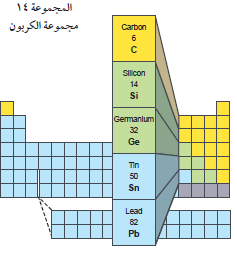 المجموعة ١٤
مجموعة الكربون
Carbon
6
C
Silicon
14
Si
Germanium
32
Ge
Tin
50
Sn
Lead
82
Pb